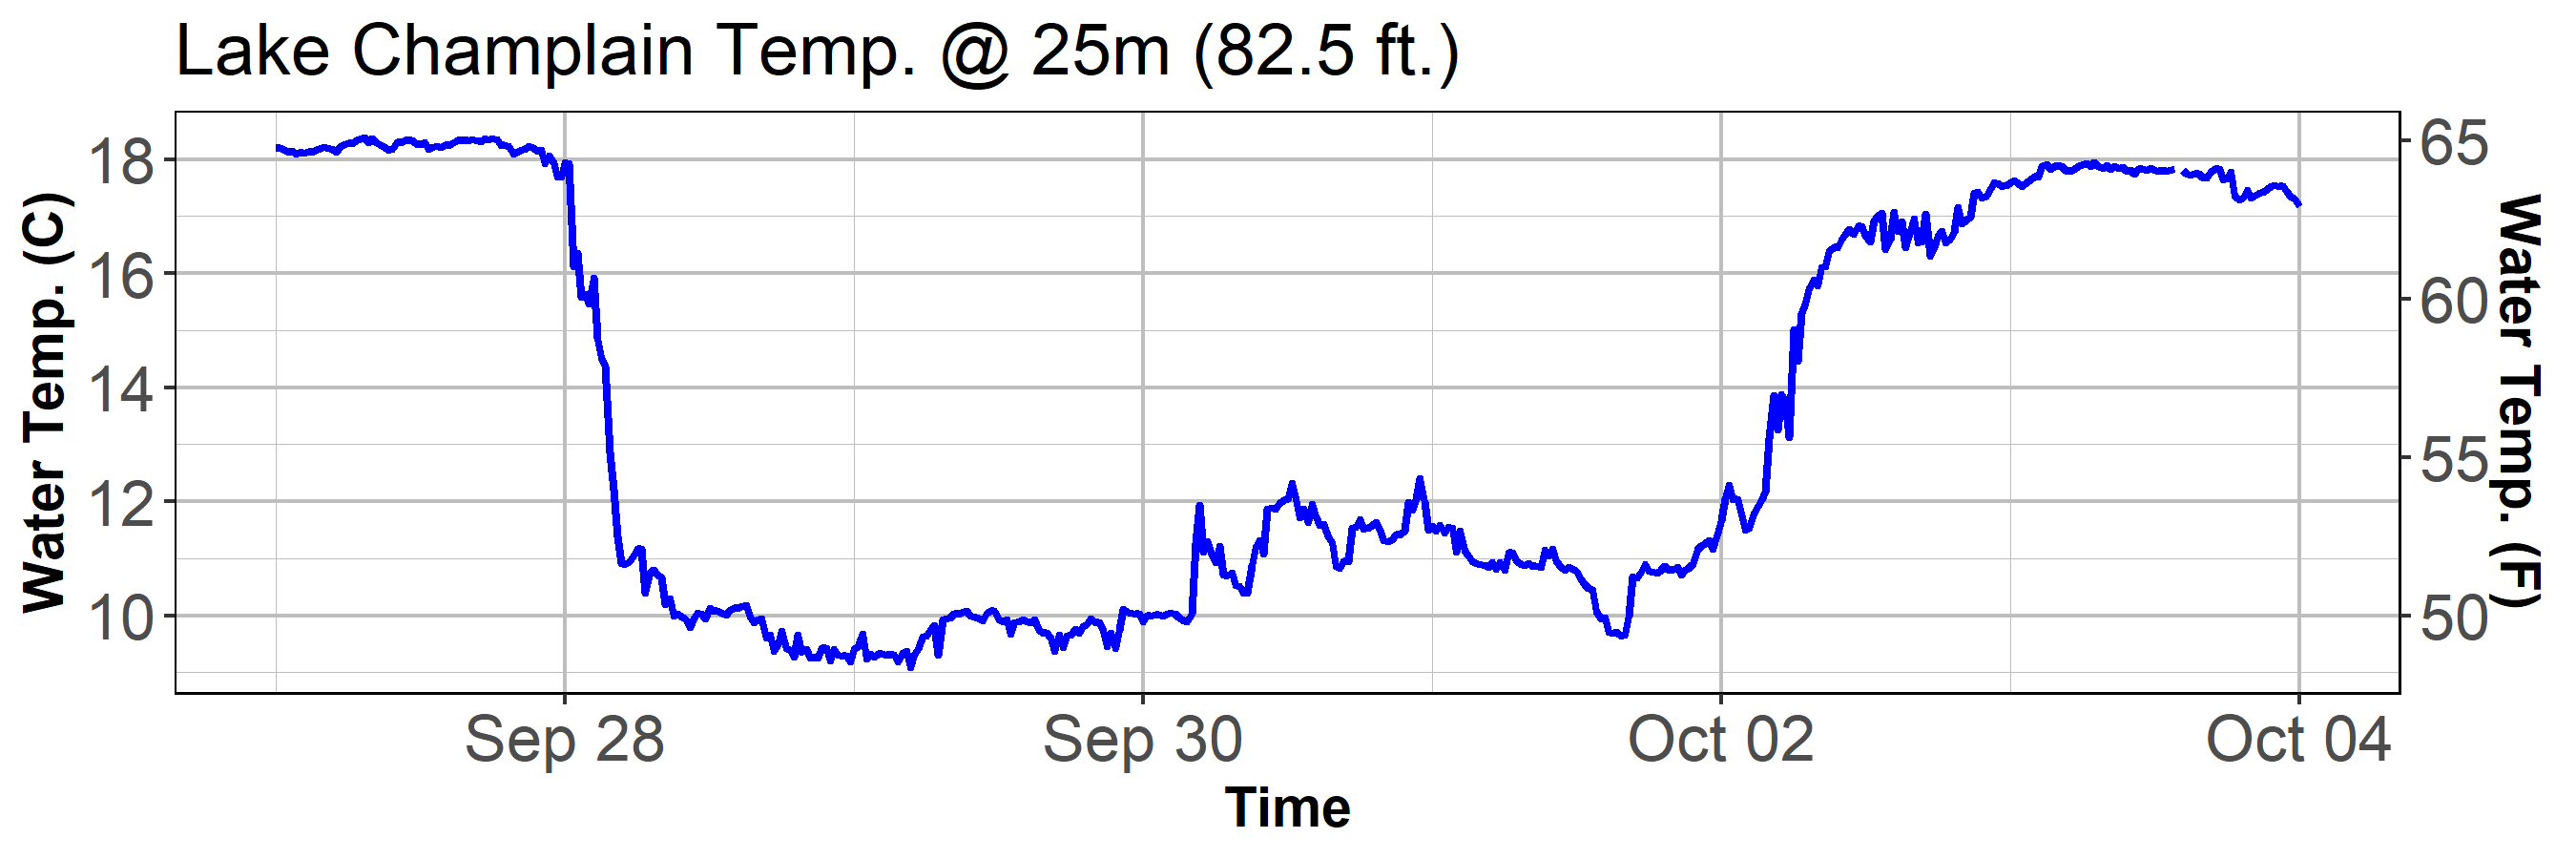 Lake Champlain Temp. @ 25m (82.5 ft.)
Water Temp. (C)
18
16
14
12
10
65
60
55
50
Water Temp. (F)
Sep 28
Sep 30
Oct 02
Oct 04
Time